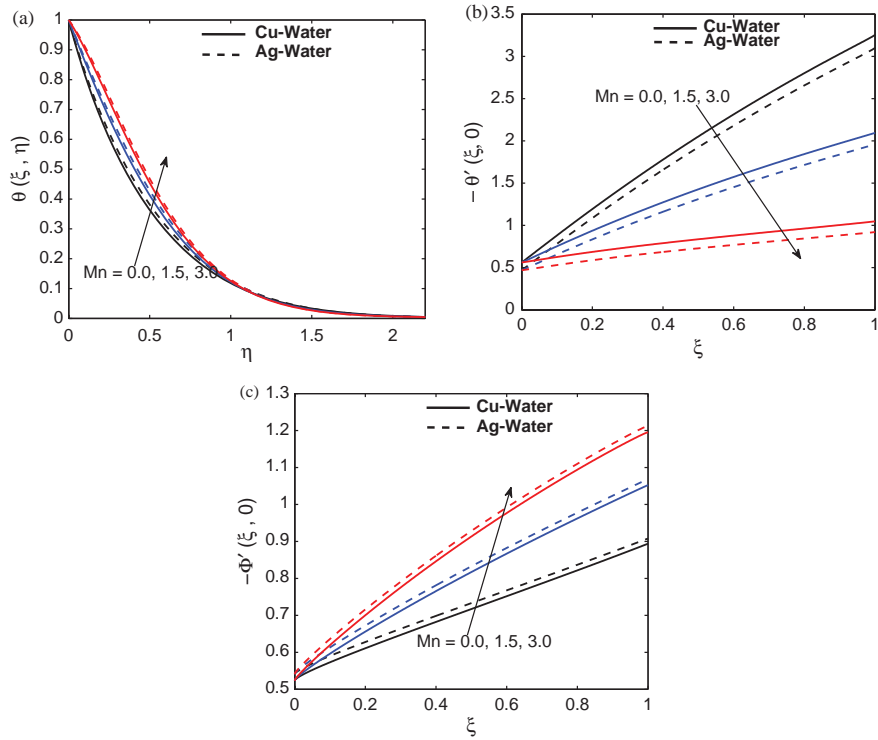 (a)
θ (ξ , η)
1
0.9
0.8
0.7
0.6
0.5
0.4
0.3
0.2
0.1
0
Cu-Water
Ag-Water
Mn = 0.0, 1.5, 3.0
0 0.5 1 1.5 2
η
(b)
− θ′ (ξ, 0)
3.5
3
2.5
2
1.5
1
0.5
0
Cu-Water
Ag-Water
Mn = 0.0, 1.5, 3.0
0 0.2 0.4 0.6 0.8 1
ξ
(c)
−Φ′ (ξ , 0)
1.3
1.2
1.1
1
0.9
0.8
0.7
0.6
0.5
Cu-Water
Ag-Water
Mn = 0.0, 1.5, 3.0
0 0.2 0.4 0.6 0.8 1
ξ